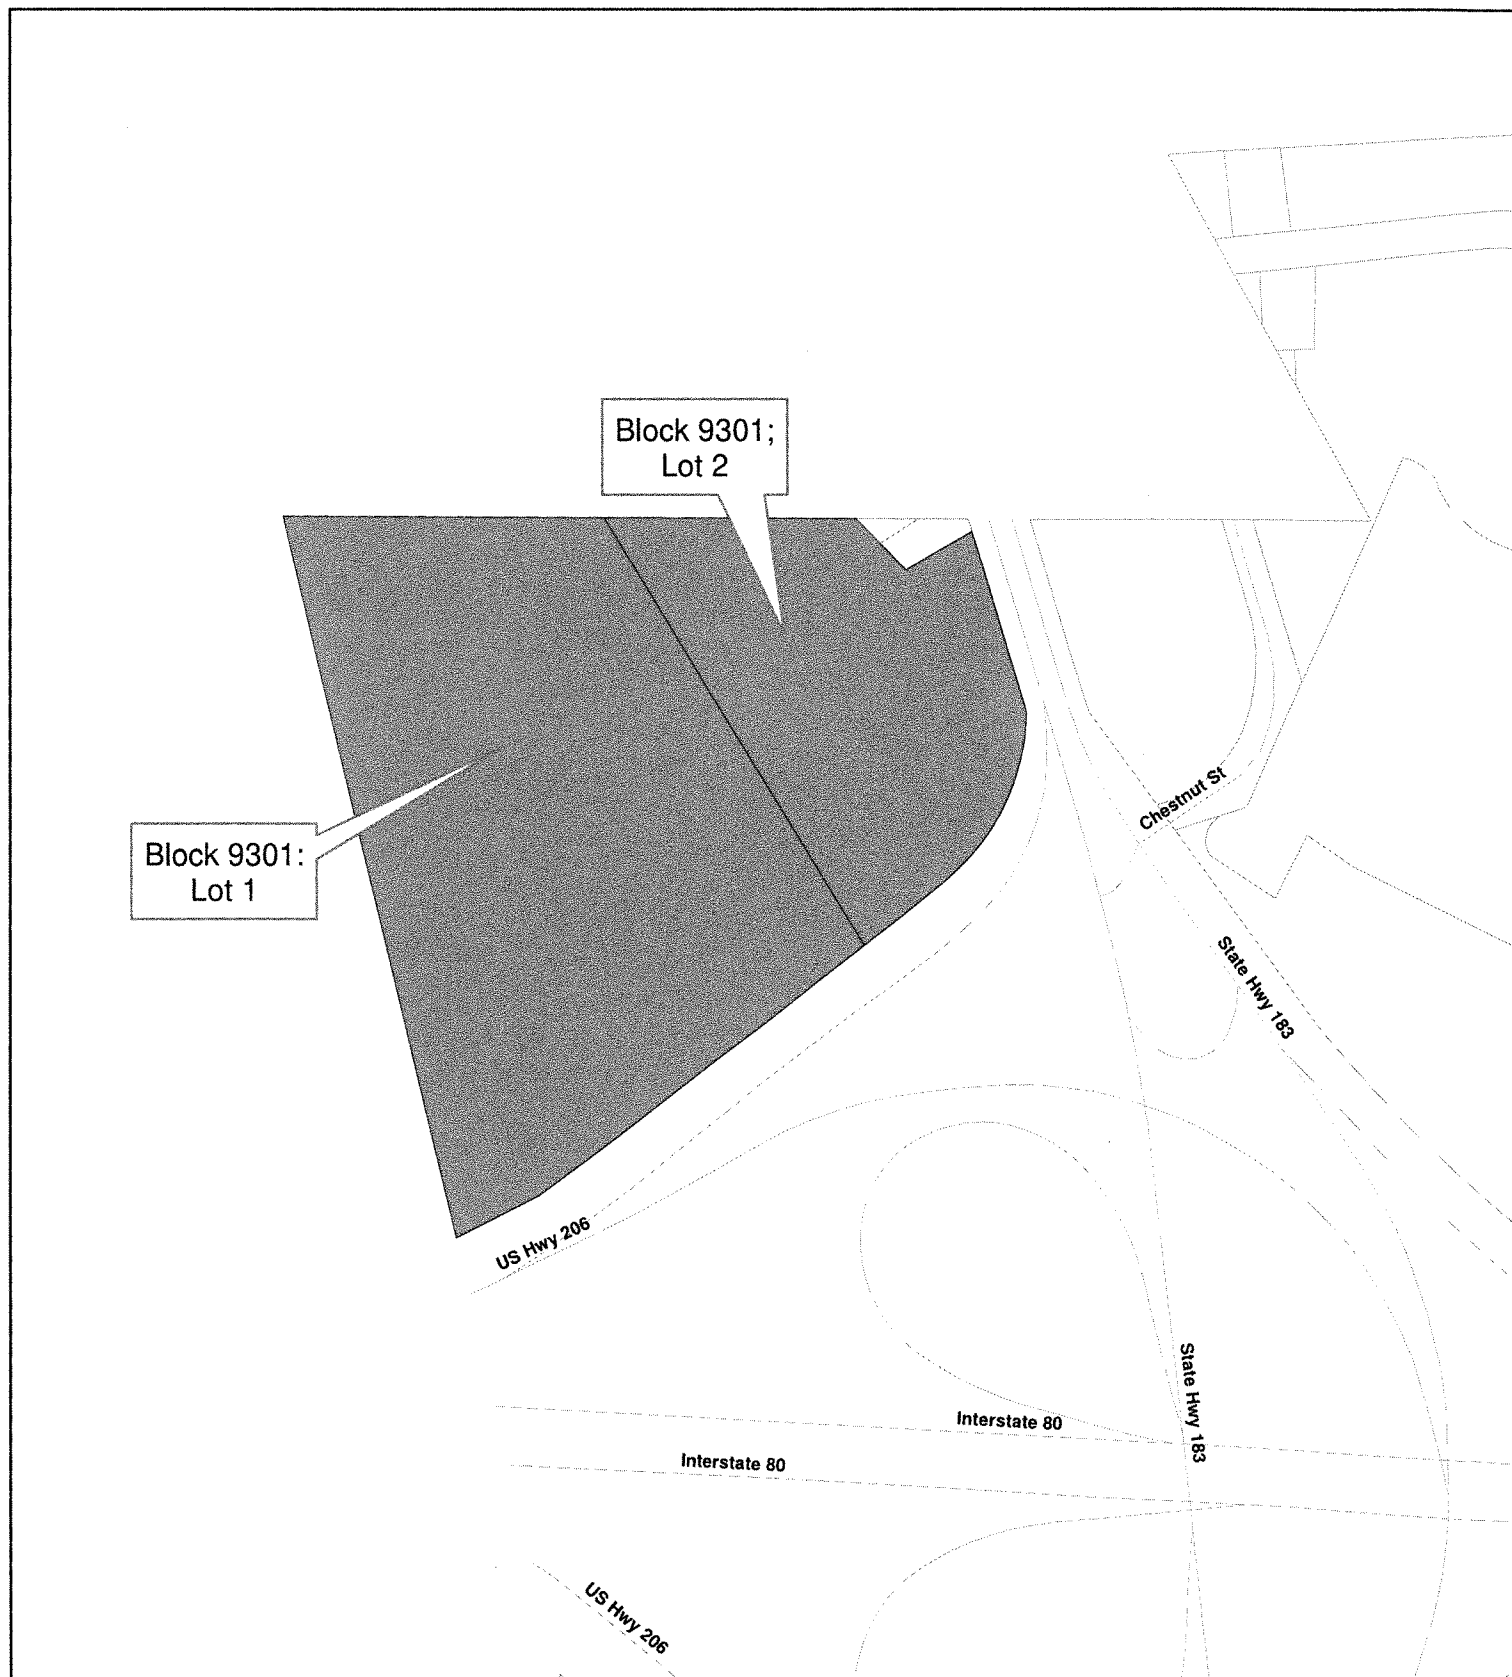 Block 9301;
Lot 2
Block 9301:
Lot 1
Chestnut St
State Hwy 183
US Hwy 206
State Hwy 183
Interstate 80
Interstate 80
US Hwy 206